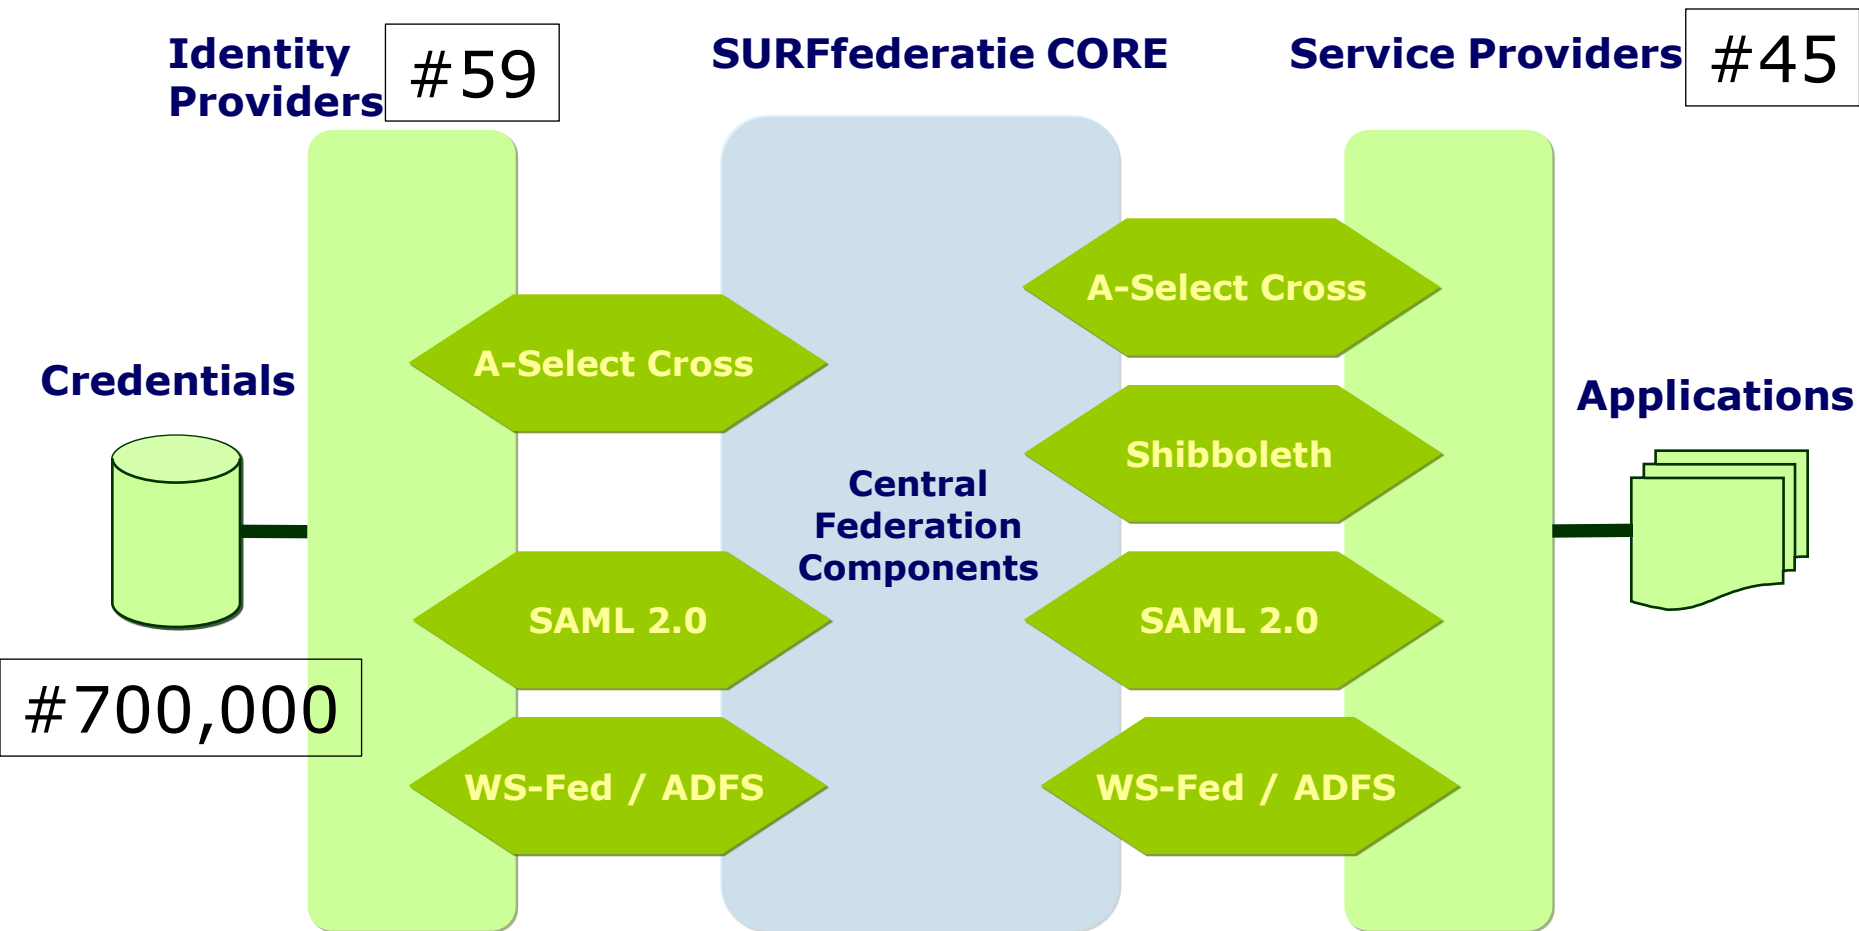 Identity
Providers
#59
SURFfederatie CORE
Service Providers
#45
A-Select Cross
A-Select Cross
Credentials
Applications
Shibboleth
Central
Federation
Components
SAML 2.0
SAML 2.0
#700,000
WS-Fed / ADFS
WS-Fed / ADFS